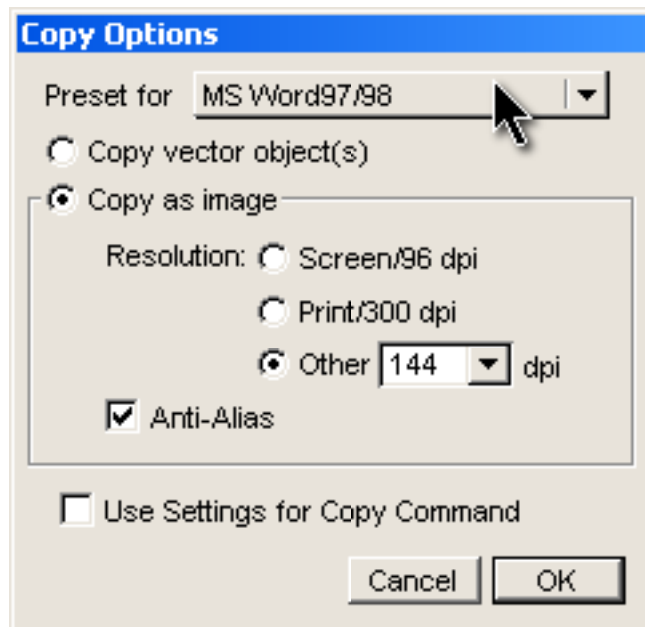 Copy Options
Preset for MS Word97/98
Copy vector object(s)
Copy as image
Resolution: Screen/96 dpi
Print/300 dpi
Other 144 dpi
Anti-Alias
Use Settings for Copy Command
Cancel OK